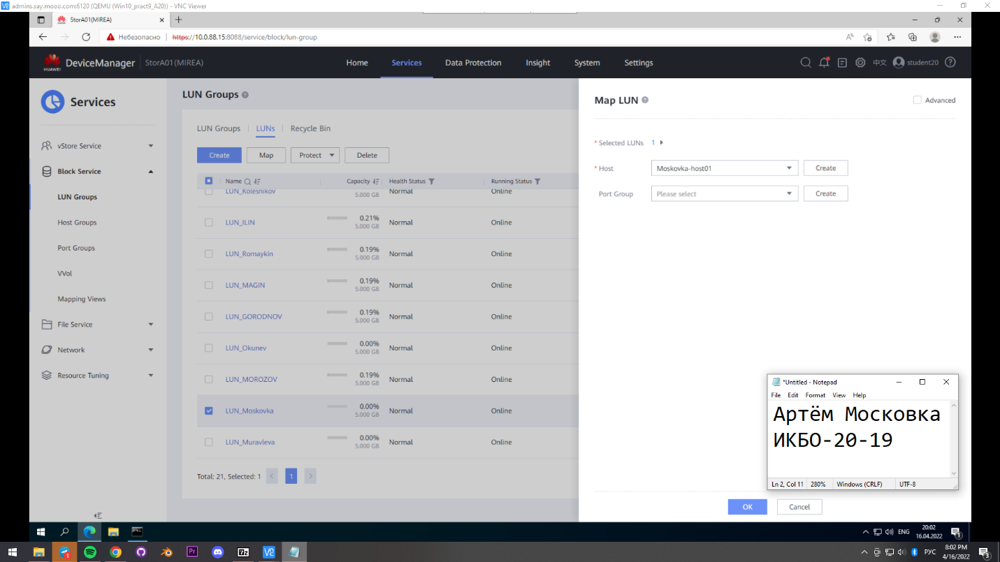 admins.say.mooo.com:6120 (QEMU (Win10_pract9_A20)) - VNC Viewer
StorA01(MIREA)
Небезопасно
https://10.0.88.15:8088/service/block/lun-group
HUAWEI
DeviceManager
StorA01(MIREA)
Home
Services
Data Protection
Insight
System
Settings
中文
student20
Services
vStore Service
Block Service
LUN Groups
Host Groups
Port Groups
VVol
Mapping Views
File Service
Network
Resource Tuning
LUN Groups
LUN Groups
LUNs
Recycle Bin
Create
Map
Protect
Delete
Name
Capacity
Health Status
Running Status
LUN_Kolesnikov
5.000 GB
Normal
Online
LUN_ILIN
0.21%
5.000 GB
Normal
Online
LUN_Romaykin
0.19%
5.000 GB
Normal
Online
LUN_MAGIN
0.19%
5.000 GB
Normal
Online
LUN_GORODNOV
0.19%
5.000 GB
Normal
Online
LUN_Okunev
0.00%
5.000 GB
Normal
Online
LUN_MOROZOV
0.19%
5.000 GB
Normal
Online
LUN_Moskovka
0.00%
5.000 GB
Normal
Online
LUN_Muravleva
0.00%
5.000 GB
Normal
Online
Total: 21, Selected: 1
1
Map LUN
Advanced
* Selected LUNs 1
* Host
Moskovka-host01
Create
Port Group
Please select
Create
*Untitled - Notepad
File Edit Format View Help
Артём Московка
ИКБО-20-19
Ln 2, Col 11
280%
Windows (CRLF)
UTF-8
OK
Cancel
ENG
20:02
16.04.2022
1
1
РУС
8:02 PM
4/16/2022
3